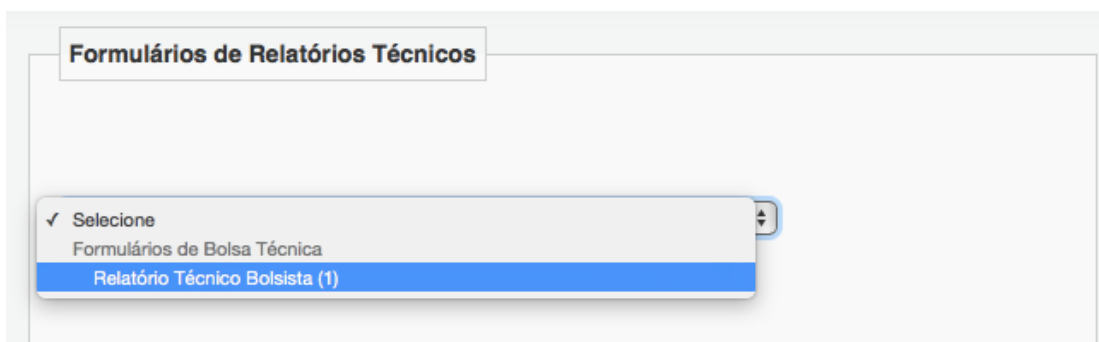 Formulários de Relatórios Técnicos
✓ Selecione
Formulários de Bolsa Técnica
Relatório Técnico Bolsista (1)